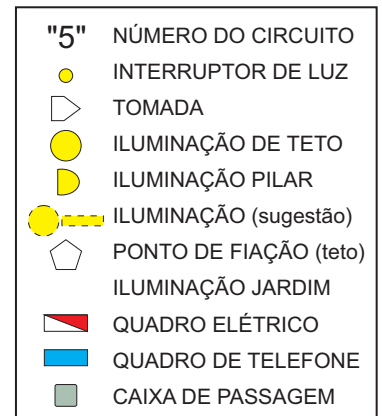 "5" NÚMERO DO CIRCUITO
INTERRUPTOR DE LUZ
TOMADA
ILUMINAÇÃO DE TETO
ILUMINAÇÃO PILAR
ILUMINAÇÃO (sugestão)
PONTO DE FIAÇÃO (teto)
ILUMINAÇÃO JARDIM
QUADRO ELÉTRICO
QUADRO DE TELEFONE
CAIXA DE PASSAGEM